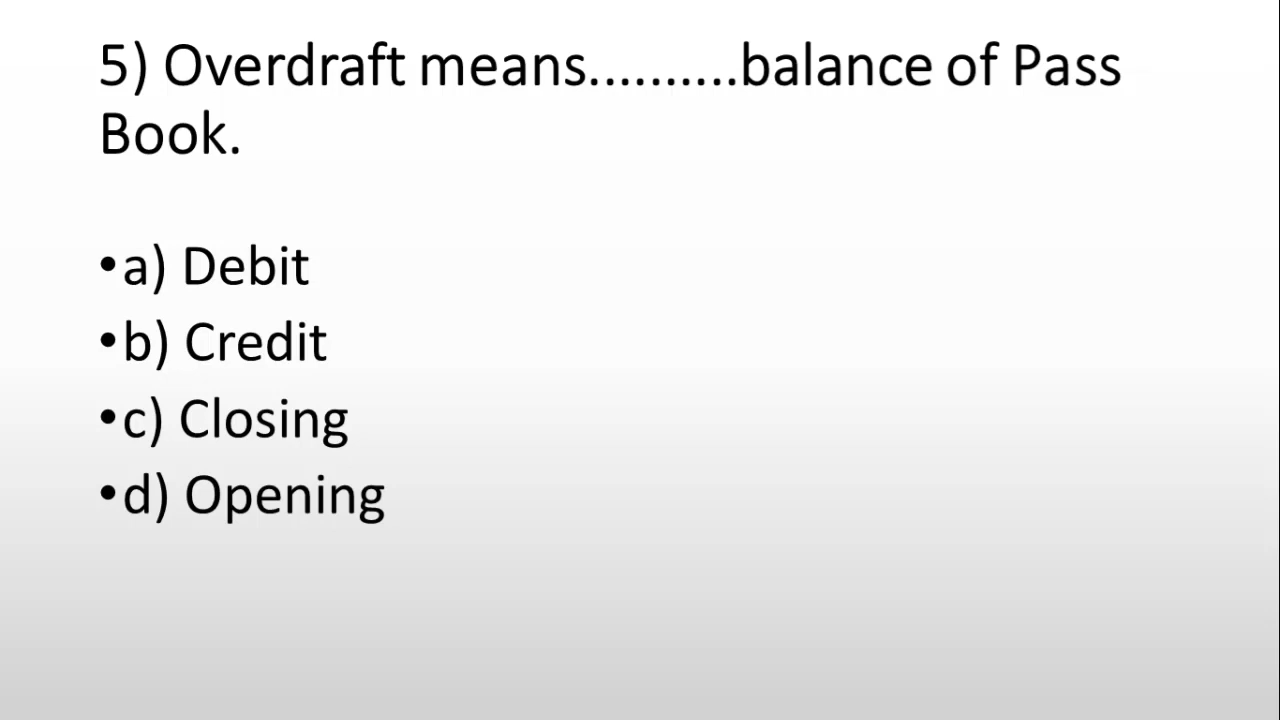 5) Overdraft means..........balance of Pass
Book.
•a) Debit
•b) Credit
•c) Closing
•d) Opening